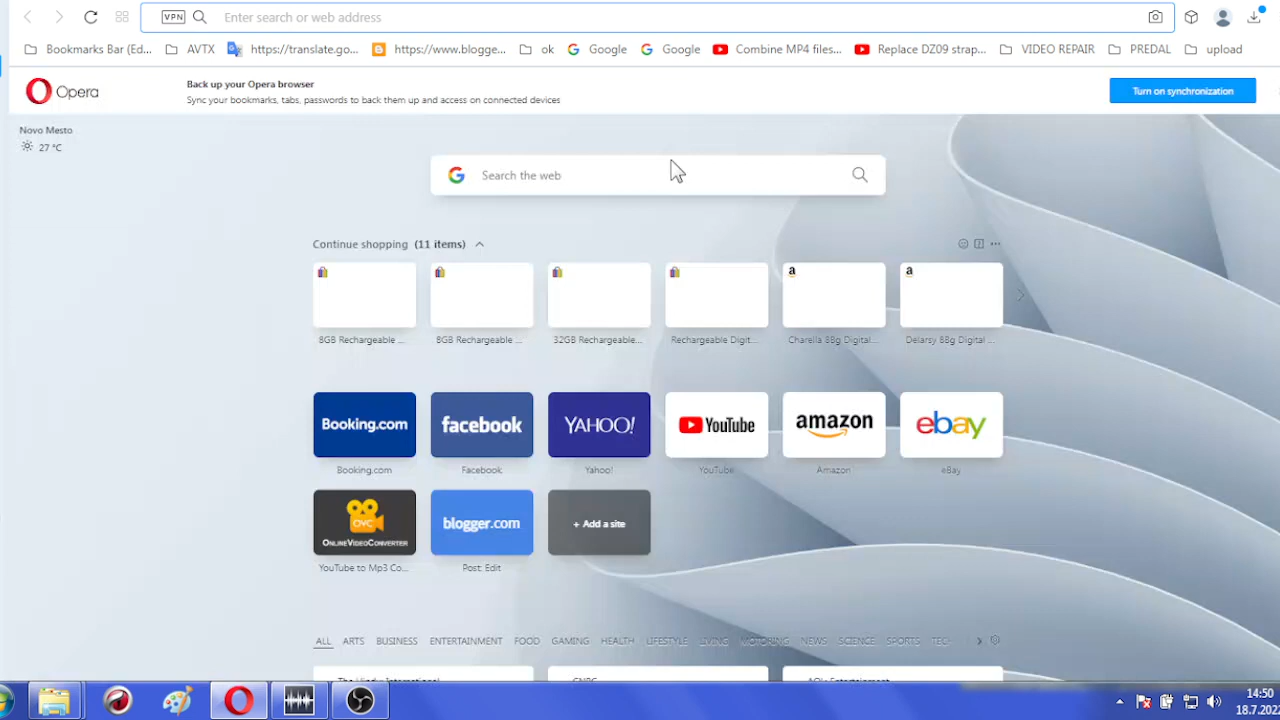 VPN Enter search or web address
Bookmarks Bar (Ed... AVTX https://translate.go... https://www.blogge... ok Google Google Combine MP4 files... Replace DZ09 strap... VIDEO REPAIR PREDAL upload
Opera
Back up your Opera browser
Sync your bookmarks, tabs, passwords to back them up and access on connected devices
Turn on synchronization
Novo Mesto
27 °C
Search the web
Continue shopping (11 items)
8GB Rechargeable ... 8GB Rechargeable ... 32GB Rechargeable... Rechargeable Digit... Charella 88g Digital... Delarsy 88g Digital ...
Booking.com facebook YAHOO! YouTube amazon ebay
Booking.com Facebook Yahoo! YouTube Amazon eBay
OVC
ONLINEVIDEOCONVERTER blogger.com + Add a site
YouTube to Mp3 Co... Post: Edit
ALL ARTS BUSINESS ENTERTAINMENT FOOD GAMING HEALTH LIFESTYLE LIVING MOTORING NEWS SCIENCE SPORTS TEC
14:50
18.7.202